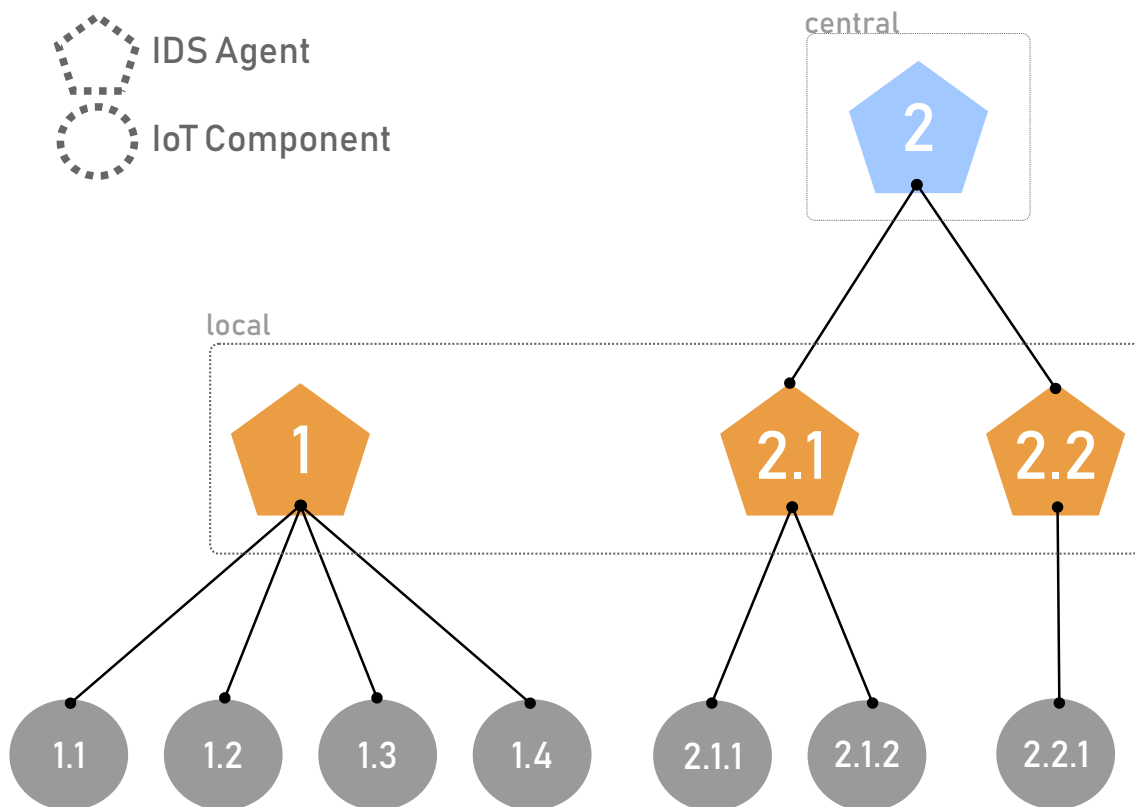 central
IDS Agent
IoT Component
2
local
1
2.1
2.2
1.1
1.2
1.3
1.4
2.1.1
2.1.2
2.2.1